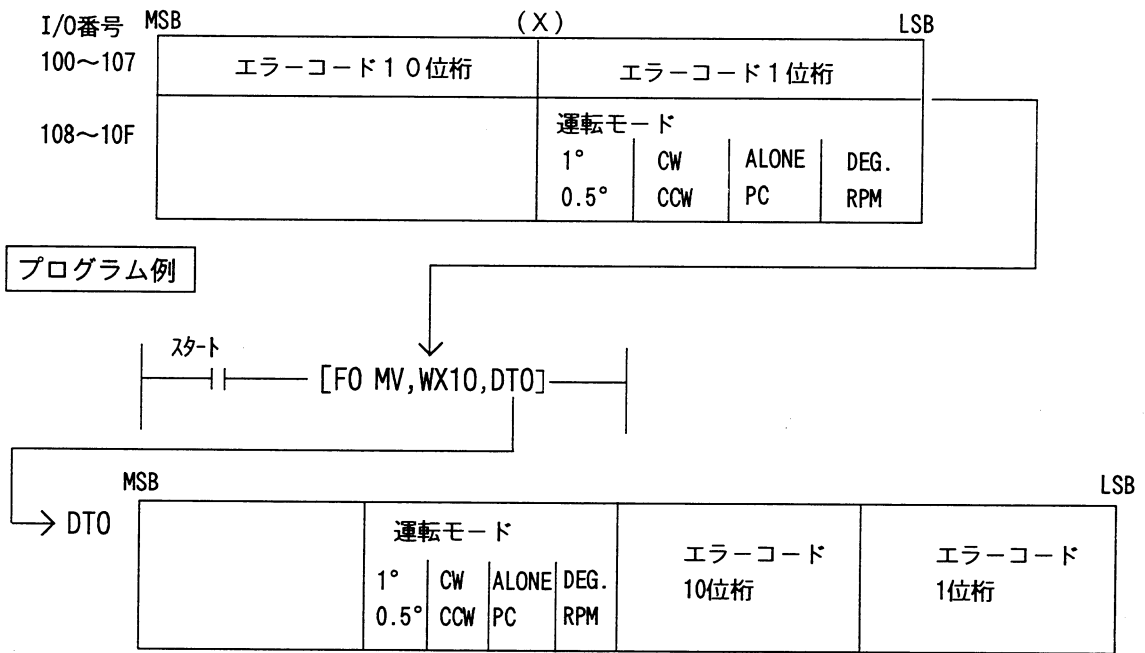 I/O番号 MSB (X) LSB
100～107 エラーコード10位桁 エラーコード1位桁
108～10F 運転モード
1° CW ALONE DEG.
0.5° CCW PC RPM
プログラム例
スタート
[F0 MV,WX10,DT0]
MSB LSB
DT0 運転モード エラーコード エラーコード
10位桁 1位桁
1° CW ALONE DEG.
0.5° CCW PC RPM